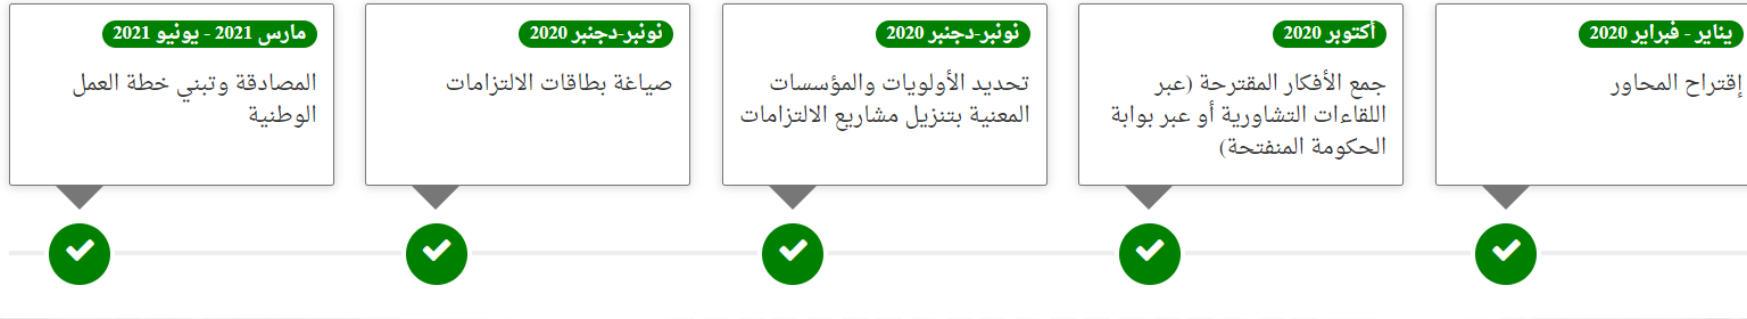 يناير - فبراير 2020
إقتراح المحاور
أكتوبر 2020
جمع الأفكار المقترحة (عبر
اللقاءات التشاورية أو عبر بوابة
الحكومة المنفتحة)
نونبر-دجنبر 2020
تحديد الأولويات والمؤسسات
المعنية بتنزيل مشاريع الالتزامات
نونبر-دجنبر 2020
صياغة بطاقات الالتزامات
مارس 2021 - يونيو 2021
المصادقة وتبني خطة العمل
الوطنية